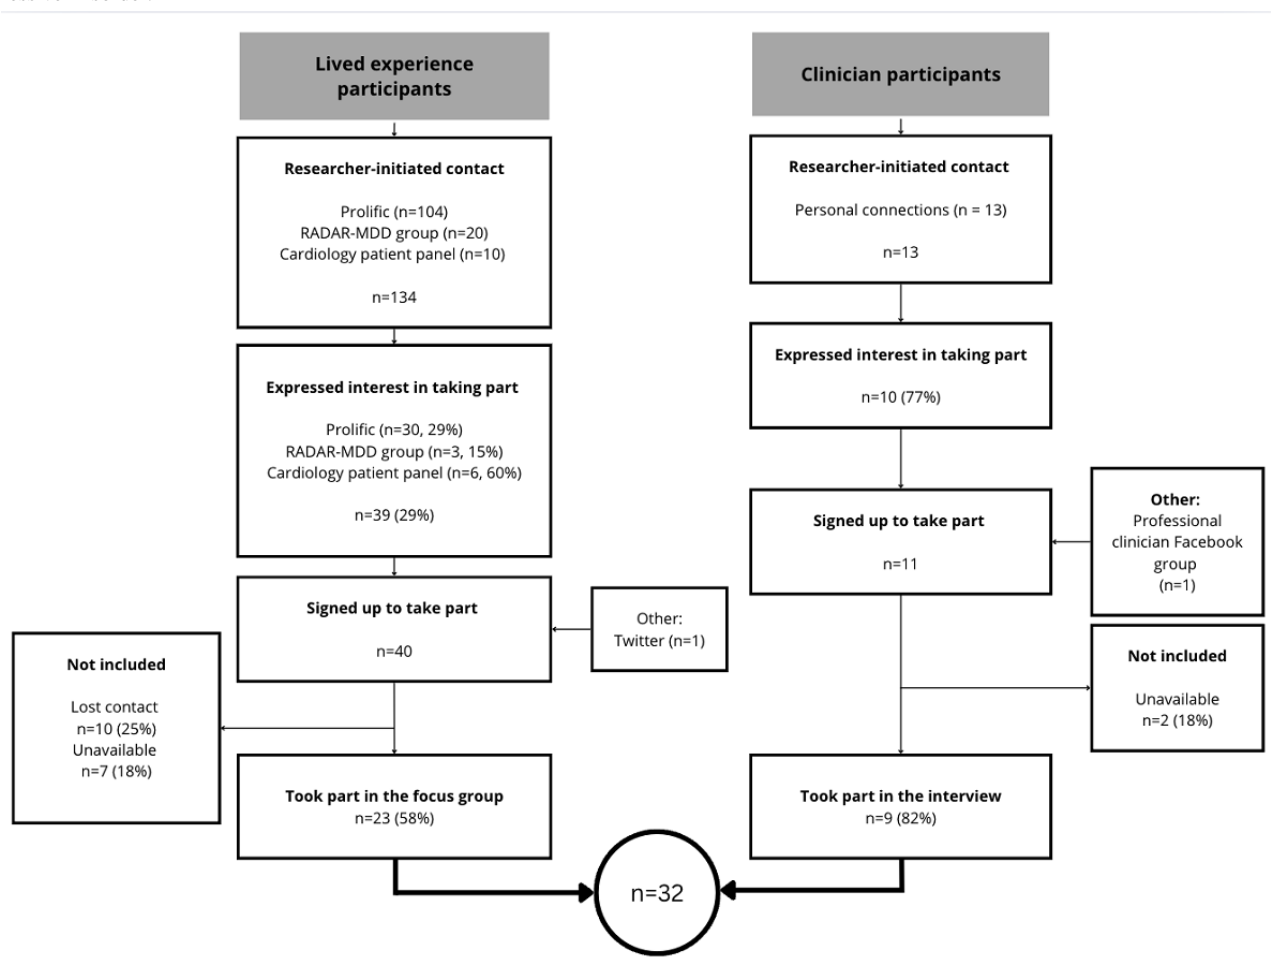 Lived experience
participants
Researcher-initiated contact
Prolific (n=104)
RADAR-MDD group (n=20)
Cardiology patient panel (n=10)
n=134
Expressed interest in taking part
Prolific (n=30, 29%)
RADAR-MDD group (n=3, 15%)
Cardiology patient panel (n=6, 60%)
n=39 (29%)
Signed up to take part
n=40
Other:
Twitter (n=1)
Not included
Lost contact
n=10 (25%)
Unavailable
n=7 (18%)
Took part in the focus group
n=23 (58%)
Clinician participants
Researcher-initiated contact
Personal connections (n = 13)
n=13
Expressed interest in taking part
n=10 (77%)
Signed up to take part
n=11
Other:
Professional
clinician Facebook
group
(n=1)
Not included
Unavailable
n=2 (18%)
Took part in the interview
n=9 (82%)
n=32